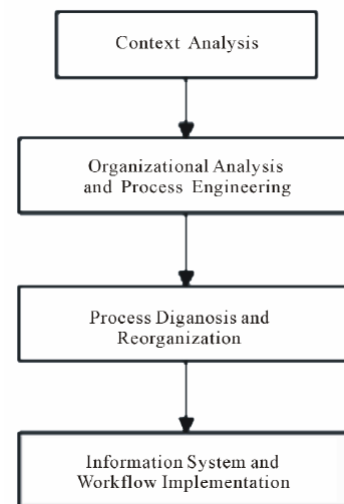 Context Analysis
Organizational Analysis
and Process Engineering
Process Diganosis and
Reorganization
Information System and
Workflow Implementation